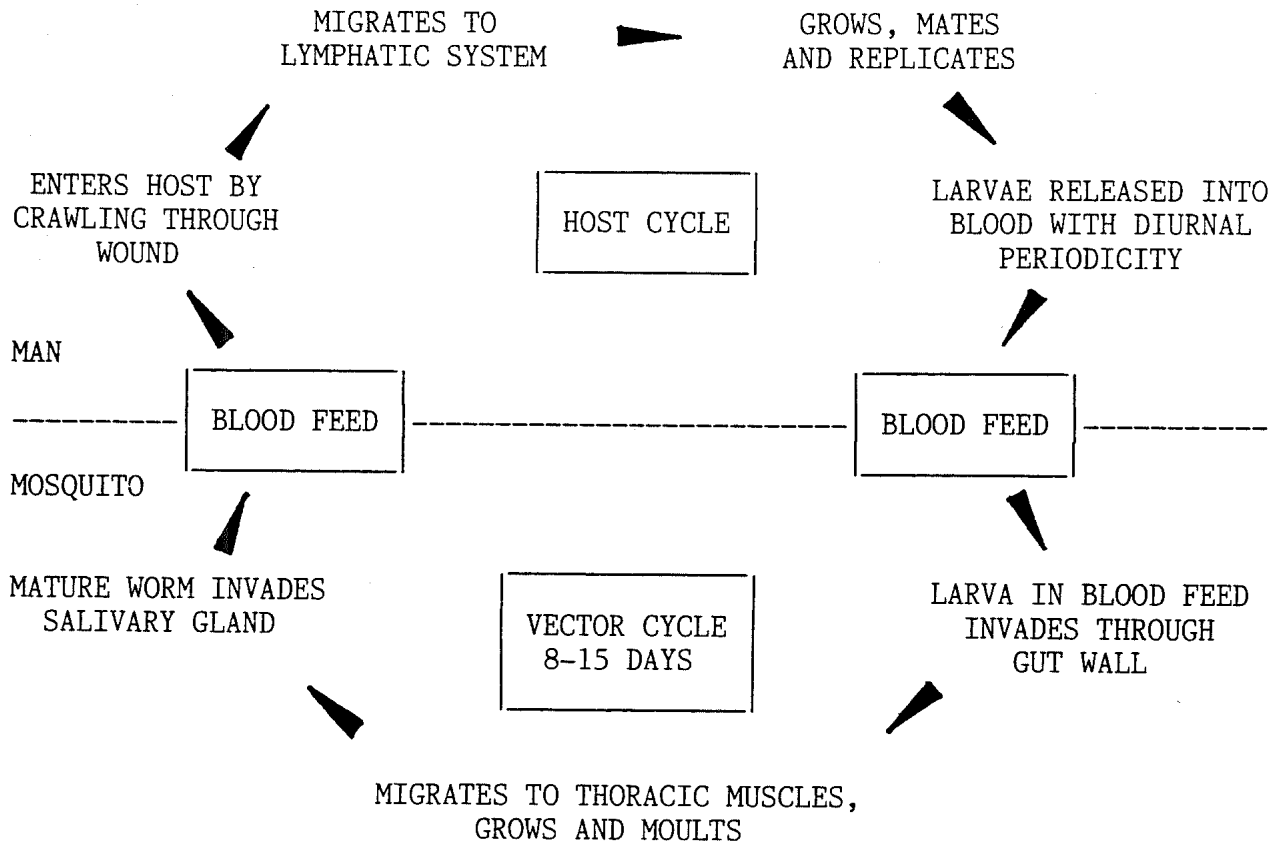 MIGRATES TO
LYMPHATIC SYSTEM
GROWS, MATES
AND REPLICATES
ENTERS HOST BY
CRAWLING THROUGH
WOUND
HOST CYCLE
LARVAE RELEASED INTO
BLOOD WITH DIURNAL
PERIODICITY
MAN
BLOOD FEED
BLOOD FEED
MOSQUITO
MATURE WORM INVADES
SALIVARY GLAND
VECTOR CYCLE
8-15 DAYS
LARVA IN BLOOD FEED
INVADES THROUGH
GUT WALL
MIGRATES TO THORACIC MUSCLES,
GROWS AND MOULTS